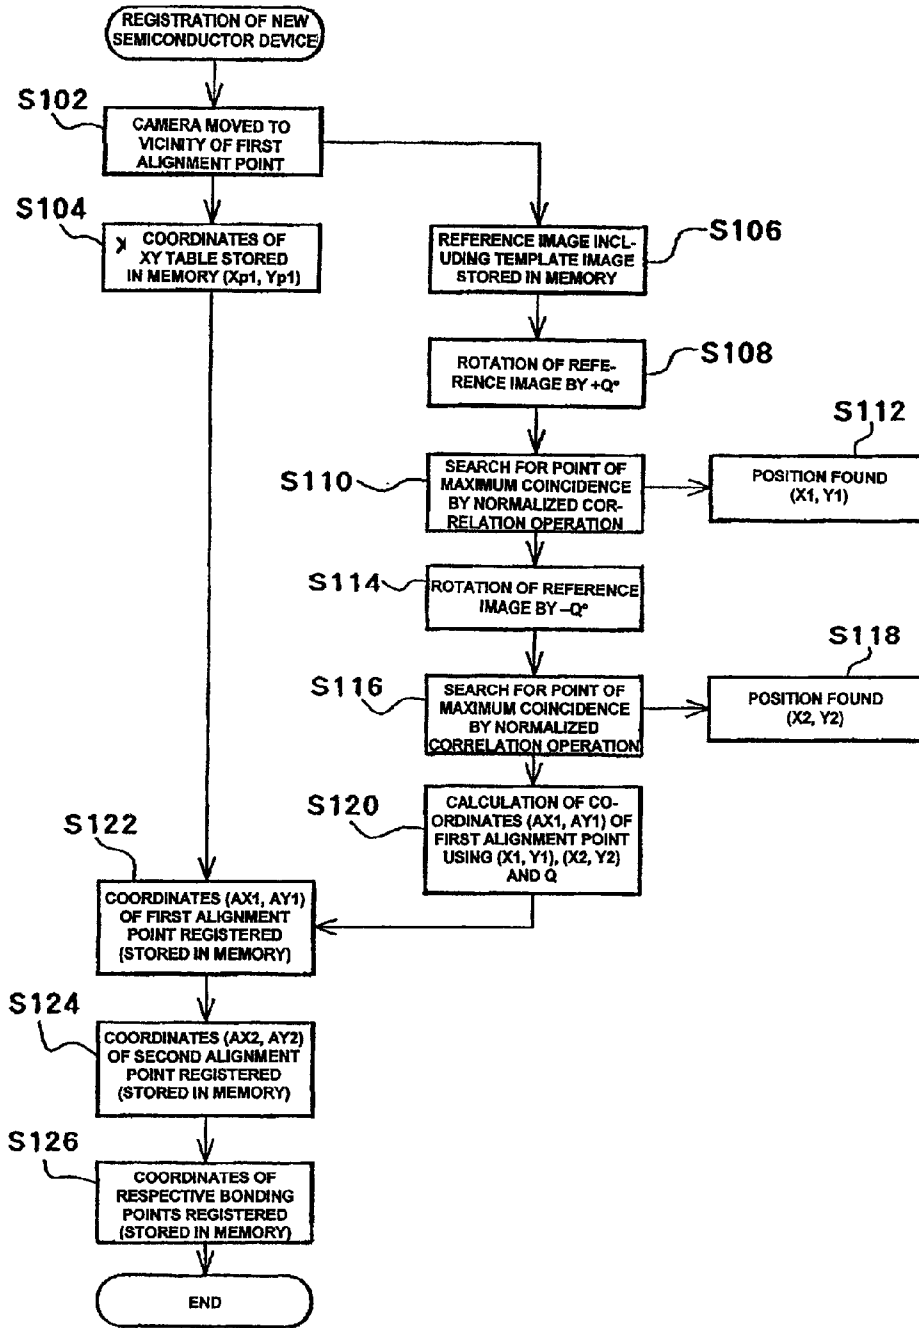 REGISTRATION OF NEW
SEMICONDUCTOR DEVICE
S102
CAMERA MOVED TO
VICINITY OF FIRST
ALIGNMENT POINT
S104
X COORDINATES OF
XY TABLE STORED
IN MEMORY (Xp1, Yp1)
S106
REFERENCE IMAGE INCL-
UDING TEMPLATE IMAGE
STORED IN MEMORY
S108
ROTATION OF REFE-
RENCE IMAGE BY +Q°
S110
SEARCH FOR POINT OF
MAXIMUM COINCIDENCE
BY NORMALIZED COR-
RELATION OPERATION
S112
POSITION FOUND
(X1, Y1)
S114
ROTATION OF REFERENCE
IMAGE BY –Q°
S116
SEARCH FOR POINT OF
MAXIMUM COINCIDENCE
BY NORMALIZED
CORRELATION OPERATION
S118
POSITION FOUND
(X2, Y2)
S120
CALCULATION OF CO-
ORDINATES (AX1, AY1) OF
FIRST ALIGNMENT POINT
USING (X1, Y1), (X2, Y2)
AND Q
S122
COORDINATES (AX1, AY1)
OF FIRST ALIGNMENT
POINT REGISTERED
(STORED IN MEMORY)
S124
COORDINATES (AX2, AY2)
OF SECOND ALIGNMENT
POINT REGISTERED
(STORED IN MEMORY)
S126
COORDINATES OF
RESPECTIVE BONDING
POINTS REGISTERED
(STORED IN MEMORY)
END